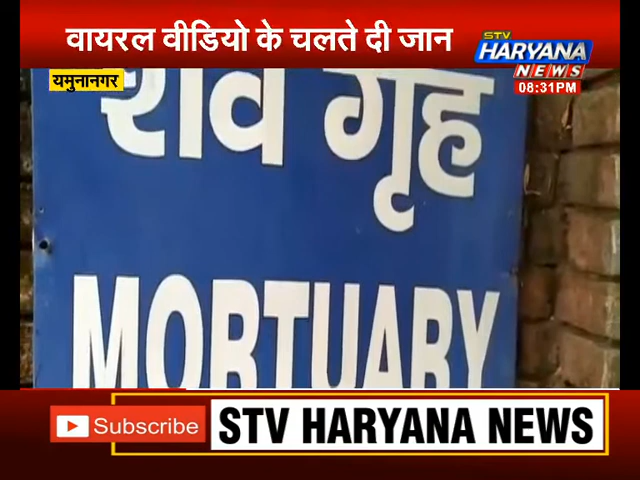 वायरल वीडियो के चलते दी जान
STV
HARYANA
NEWS
08:31PM
यमुनानगर
शव गृह
MORTUARY
Subscribe
STV HARYANA NEWS